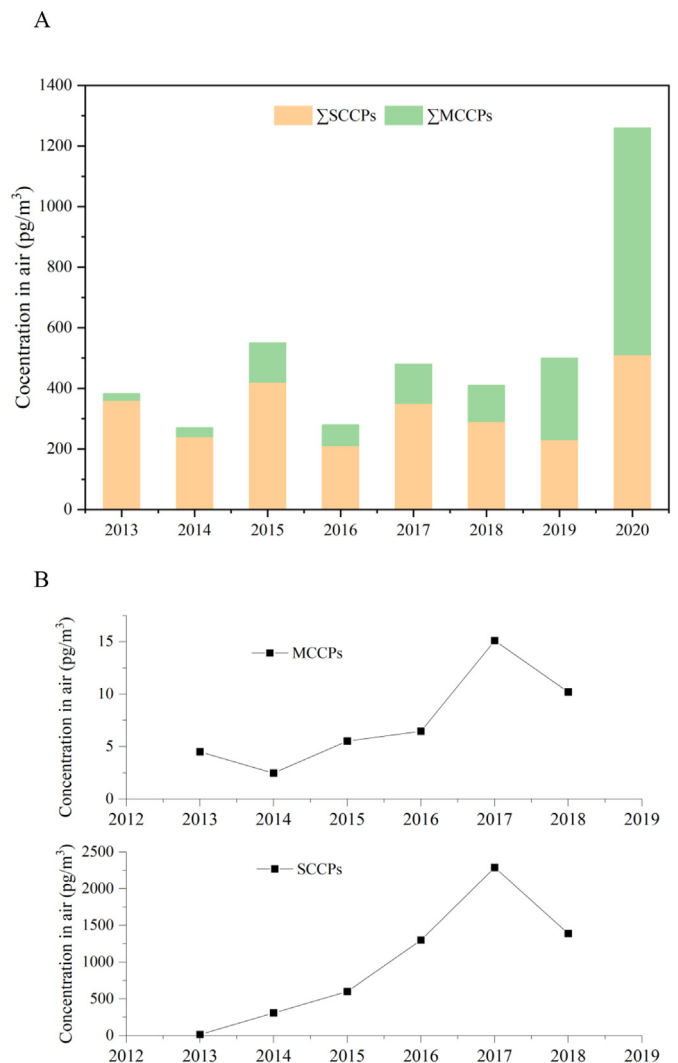 A
Cocentration in air (pg/m³)
1400
1200
1000
800
600
400
200
0
∑SCCPs ∑MCCPs
2013 2014 2015 2016 2017 2018 2019 2020
B
Concentration in air (pg/m³)
15
10
5
0
MCCPs
2012 2013 2014 2015 2016 2017 2018 2019
Concentration in air (pg/m³)
2500
2000
1500
1000
500
0
SCCPs
2012 2013 2014 2015 2016 2017 2018 2019